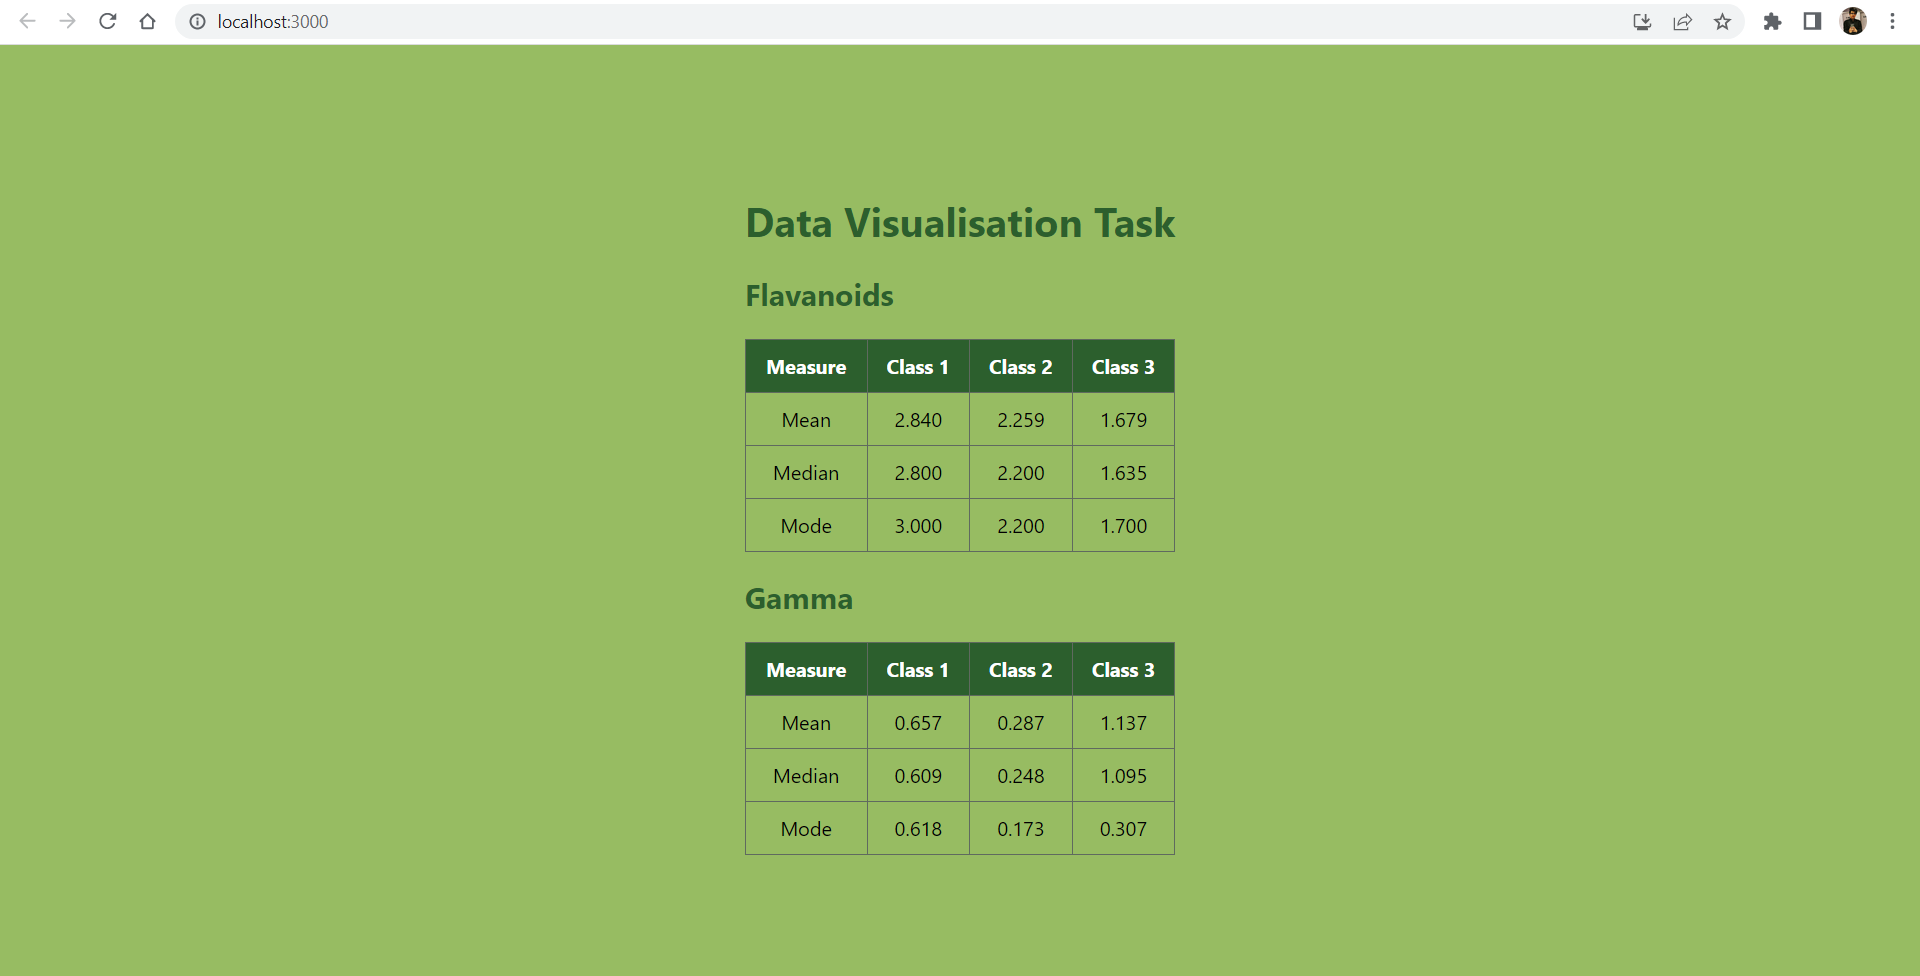 localhost:3000
Data Visualisation Task
Flavanoids
Measure Class 1 Class 2 Class 3
Mean 2.840 2.259 1.679
Median 2.800 2.200 1.635
Mode 3.000 2.200 1.700
Gamma
Measure Class 1 Class 2 Class 3
Mean 0.657 0.287 1.137
Median 0.609 0.248 1.095
Mode 0.618 0.173 0.307